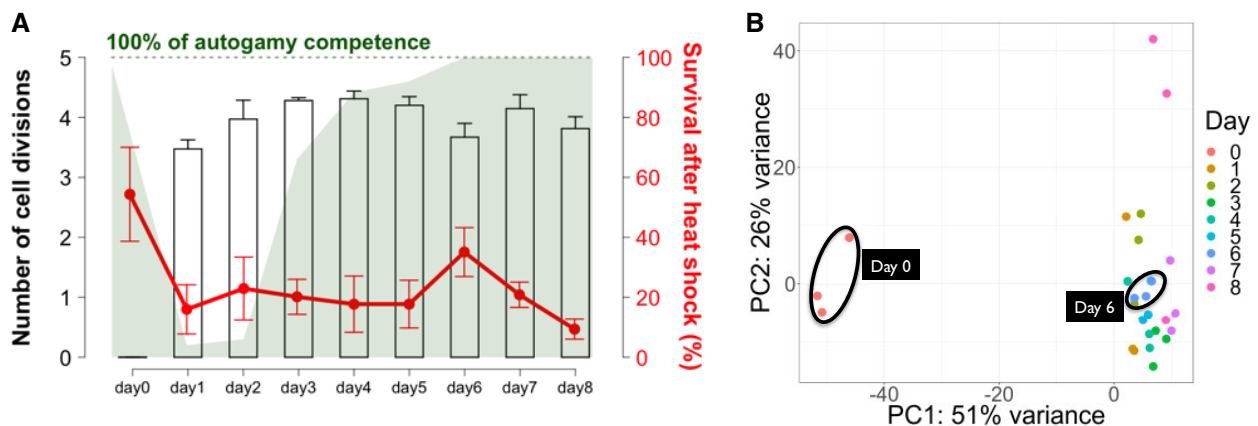 A
100% of autogamy competence
Number of cell divisions
5
4
3
2
1
0
100
80
60
40
20
0
Survival after heat shock (%)
day0 day1 day2 day3 day4 day5 day6 day7 day8
B
PC2: 26% variance
40
20
0
Day 0
Day 6
-40 -20 0
PC1: 51% variance
Day
0
1
2
3
4
5
6
7
8